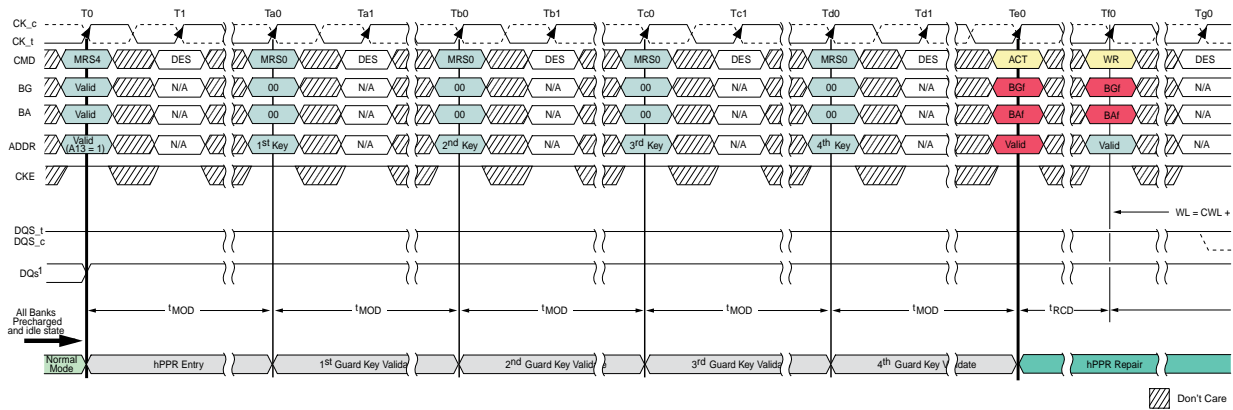 T0 T1 Ta0 Ta1 Tb0 Tb1 Tc0 Tc1 Td0 Td1 Te0 Tf0 Tg0
CK_c
CK_t
CMD MRS4 DES MRS0 DES MRS0 DES MRS0 DES MRS0 DES ACT WR DES
BG Valid N/A 00 N/A 00 N/A 00 N/A 00 N/A BGf BGf N/A
BA Valid N/A 00 N/A 00 N/A 00 N/A 00 N/A BAf BAf N/A
ADDR Valid (A13 = 1) N/A 1st Key N/A 2nd Key N/A 3rd Key N/A 4th Key N/A Valid Valid N/A
CKE
WL = CWL +
DQS_t
DQS_c
DQs1
tMOD tMOD tMOD tMOD tMOD tRCD
All Banks
Precharged
and idle state
Normal Mode hPPR Entry 1st Guard Key Valida 2nd Guard Key Valid e 3rd Guard Key Valida 4th Guard Key V date hPPR Repair
Don't Care